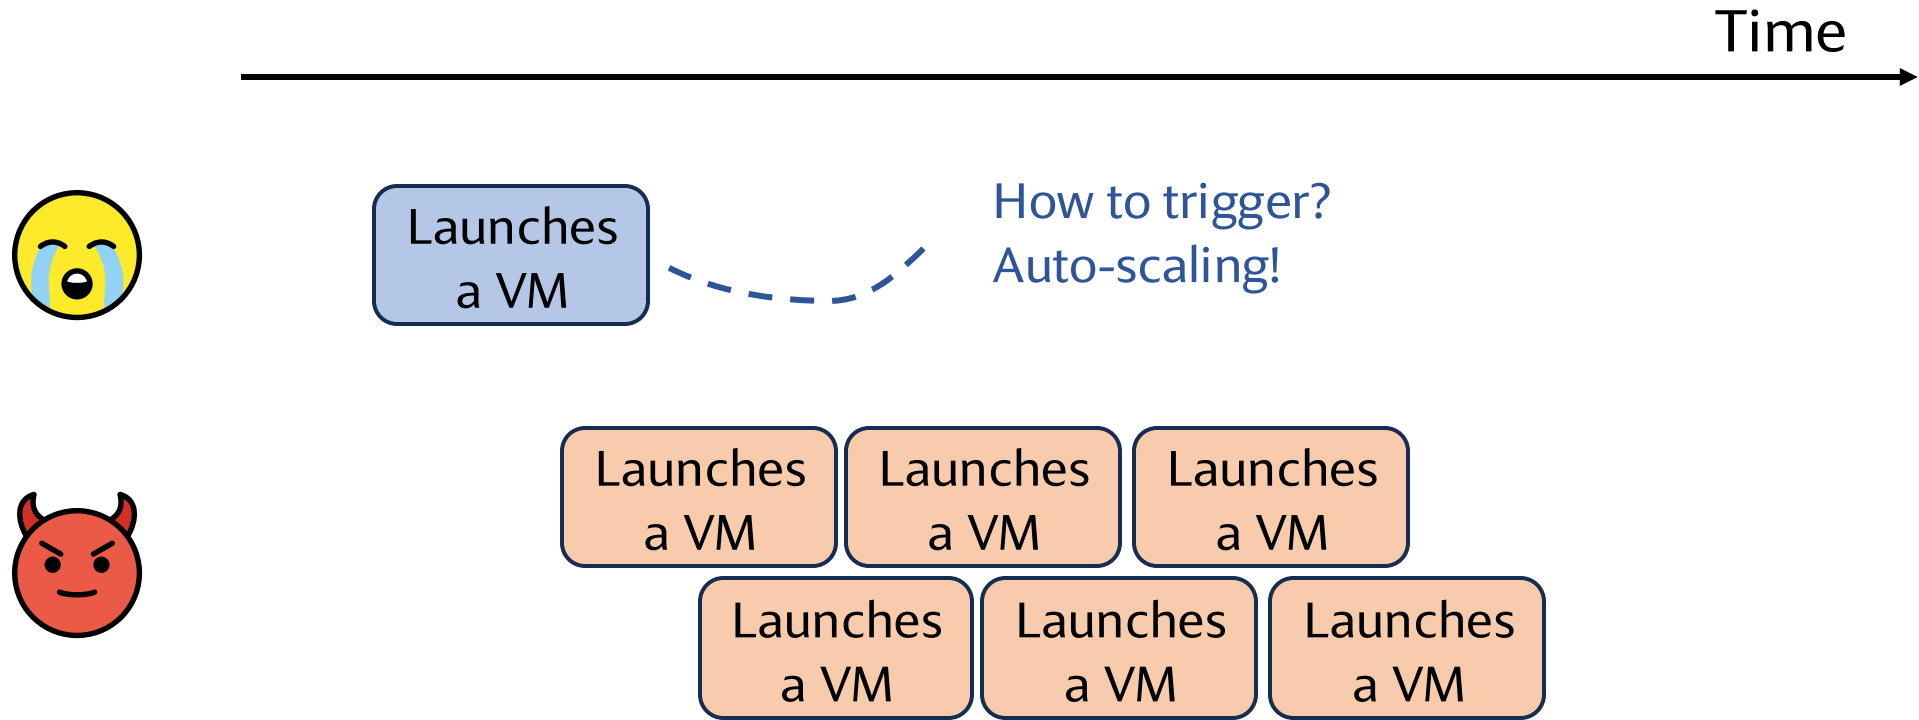 Time
Launches
a VM
How to trigger?
Auto-scaling!
Launches
a VM
Launches
a VM
Launches
a VM
Launches
a VM
Launches
a VM
Launches
a VM